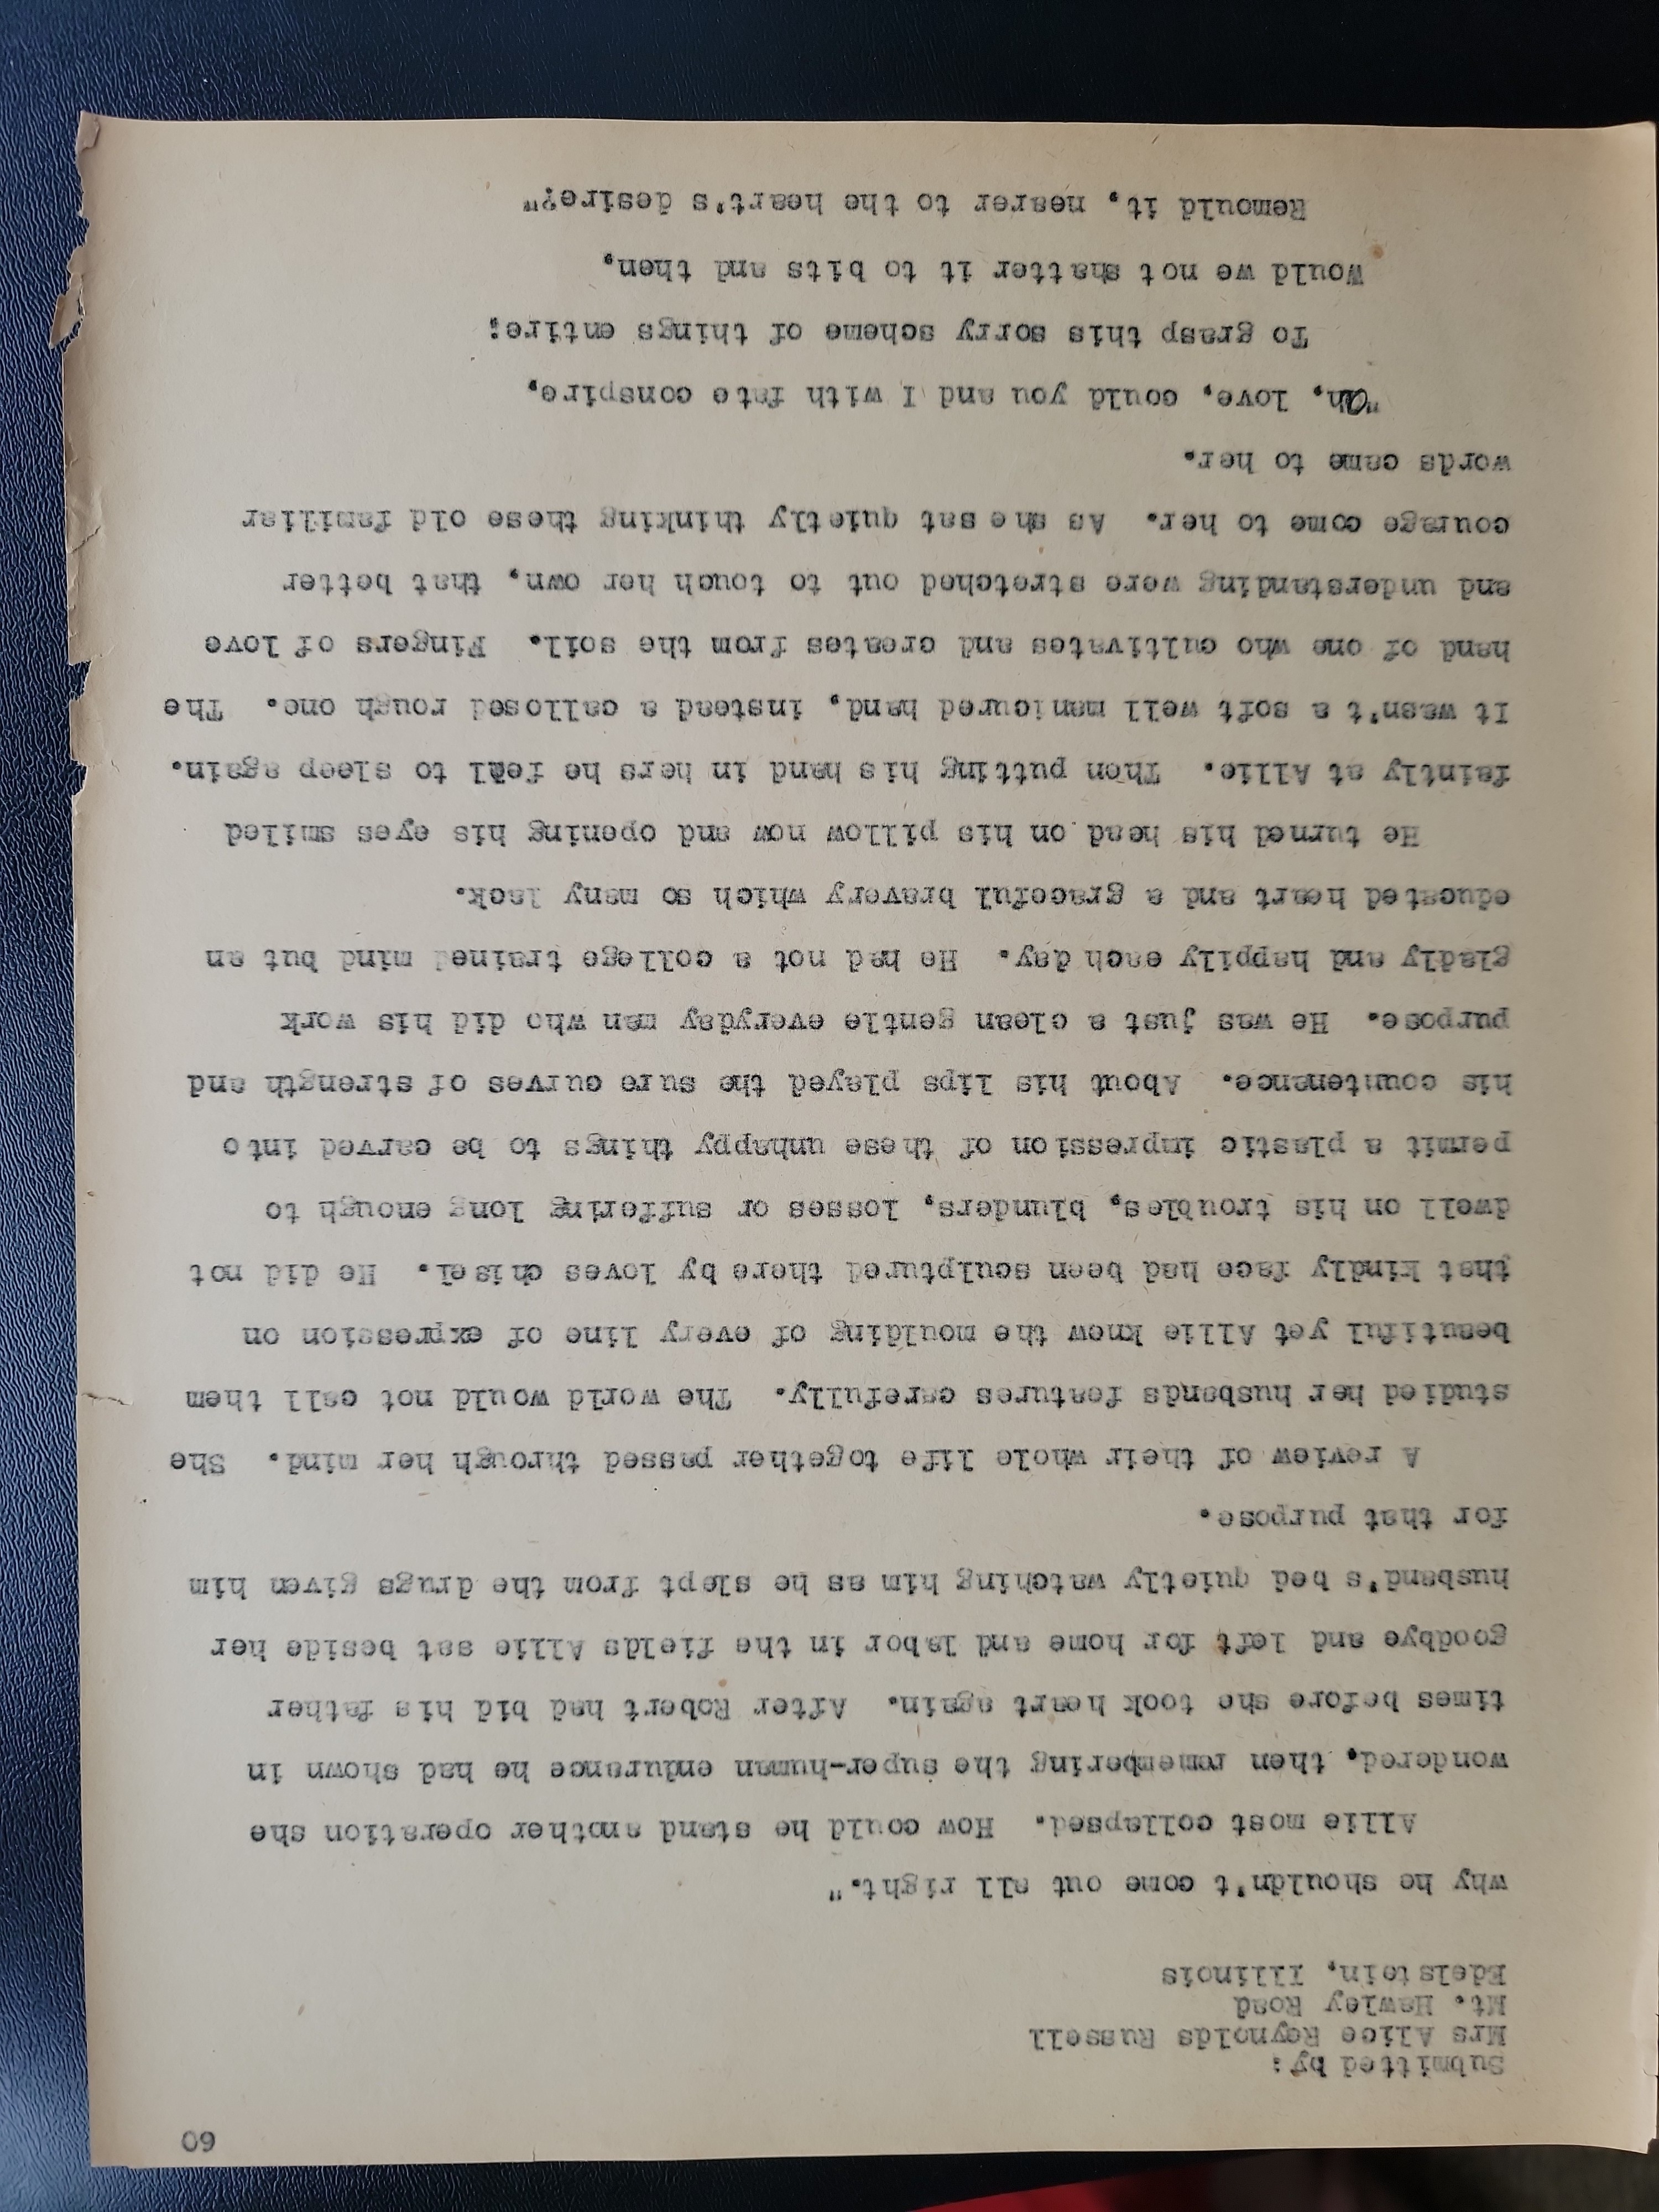 60
Submitted by:
Mrs Alice Reynolds Russell
Mt. Hawley Road
Edelstein, Illinois
why he shouldn't come out all right."
Allie most collapsed. How could he stand another operation she
wondered, then remembering the super-human endurance he had shown in
times before she took heart again. After Robert had bid his father
goodbye and left for home and labor in the fields Allie sat beside her
husband's bed quietly watching him as he slept from the drugs given him
for that purpose.
A review of their whole life together passed through her mind. She
studied her husbands features carefully. The world would not call them
beautiful yet Allie knew the moulding of every line of expression on
that kindly face had been sculptured there by loves chisel. He did not
dwell on his troubles, blunders, losses or suffering long enough to
permit a plastic impression of these unhappy things to be carved into
his countenance. About his lips played the sure curves of strength and
purpose. He was just a clean gentle everyday man who did his work
gladly and happily each day. He had not a college trained mind but an
educated heart and a graceful bravery which so many lack.
He turned his head on his pillow now and opening his eyes smiled
faintly at Allie. Then putting his hand in hers he feel to sleep again.
It wasn't a soft well manicured hand, instead a callosed rough one. The
hand of one who cultivates and creates from the soil. Fingers of love
and understanding were stretched out to touch her own, that better
courage come to her. As she sat quietly thinking these old familiar
words came to her.
"Oh, love, could you and I with fate conspire,
To grasp this sorry scheme of things entire;
Would we not shatter it to bits and then,
Remould it, nearer to the heart's desire?"